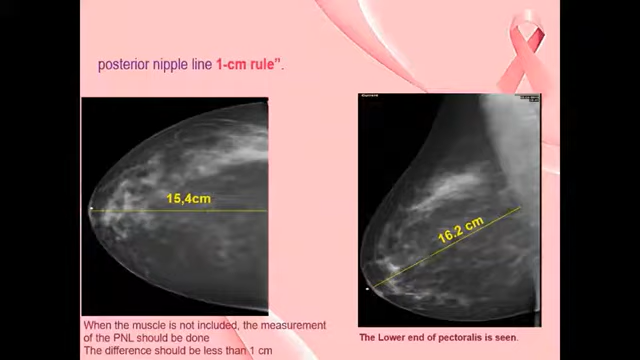 posterior nipple line 1-cm rule".
15,4cm
16.2 cm
When the muscle is not included, the measurement
of the PNL should be done
The difference should be less than 1 cm
The Lower end of pectoralis is seen.